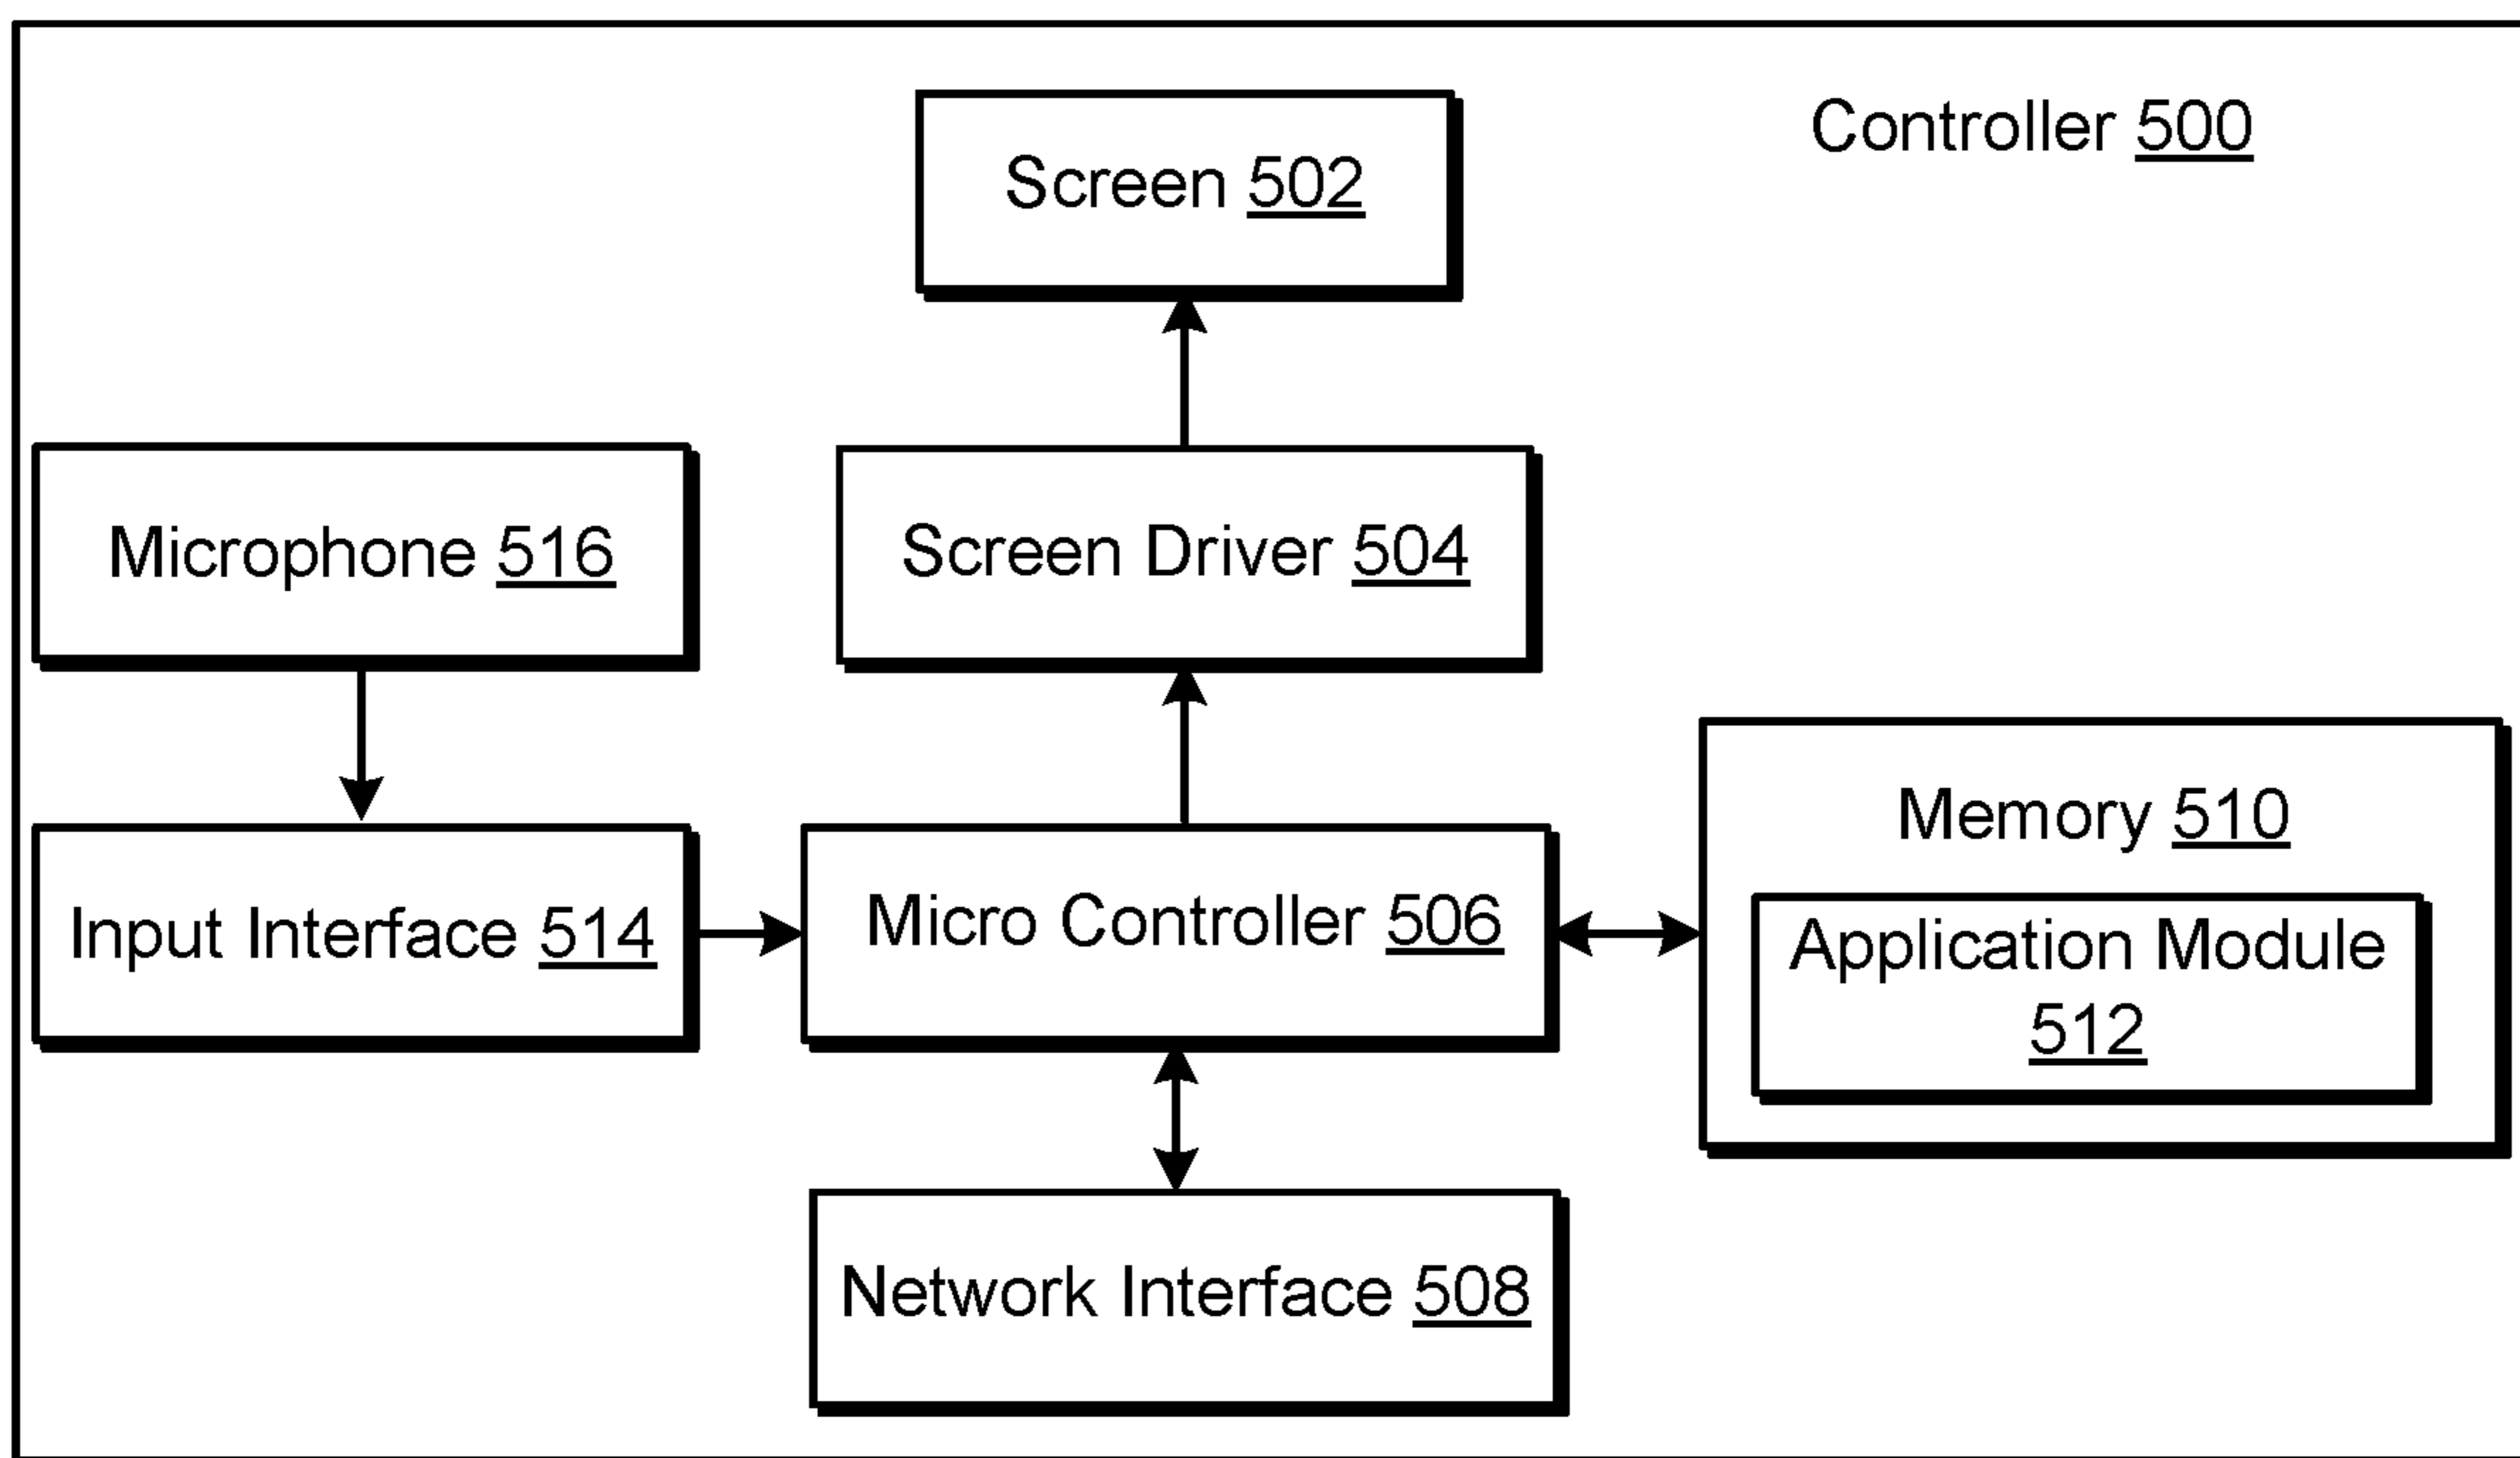 Controller 500
Screen 502
Microphone 516
Screen Driver 504
Memory 510
Input Interface 514
Micro Controller 506
Application Module
512
Network Interface 508